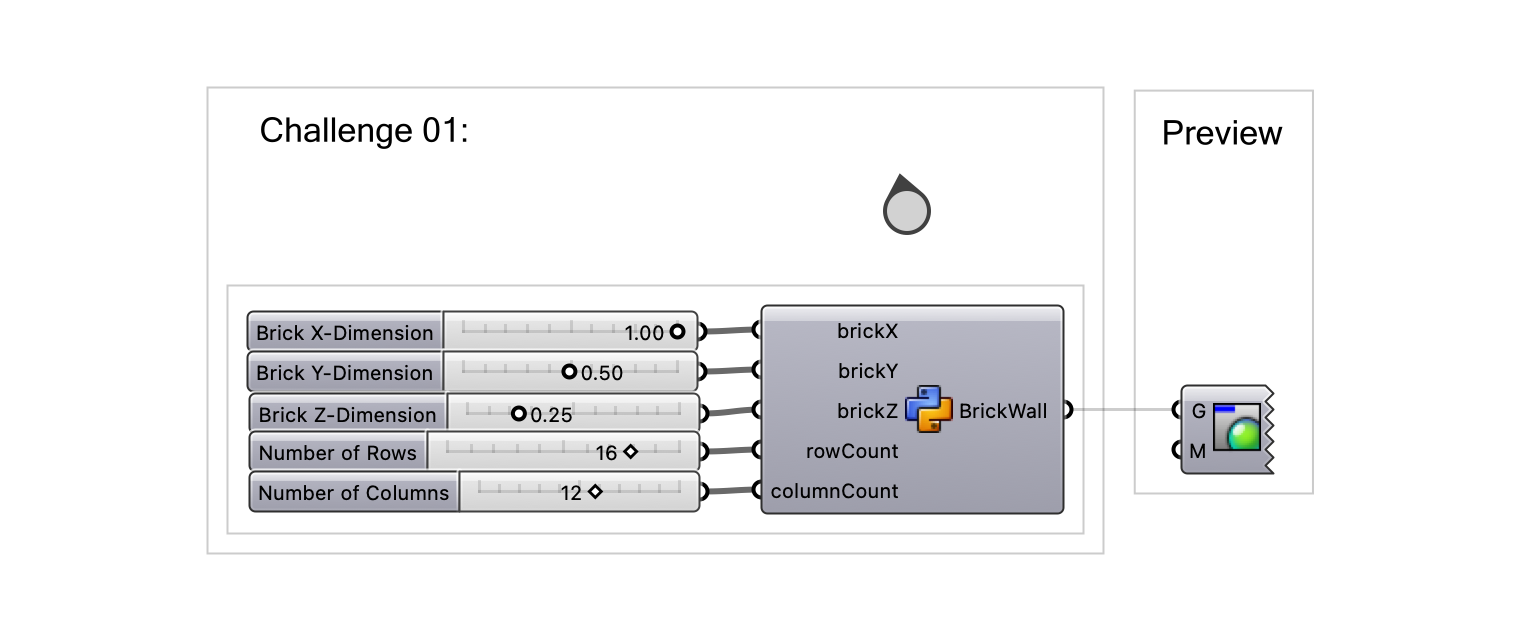 Challenge 01:
Preview
Brick X-Dimension 1.00
Brick Y-Dimension 0.50
Brick Z-Dimension 0.25
Number of Rows 16
Number of Columns 12
brickX
brickY
brickZ
rowCount
columnCount
BrickWall
G
M